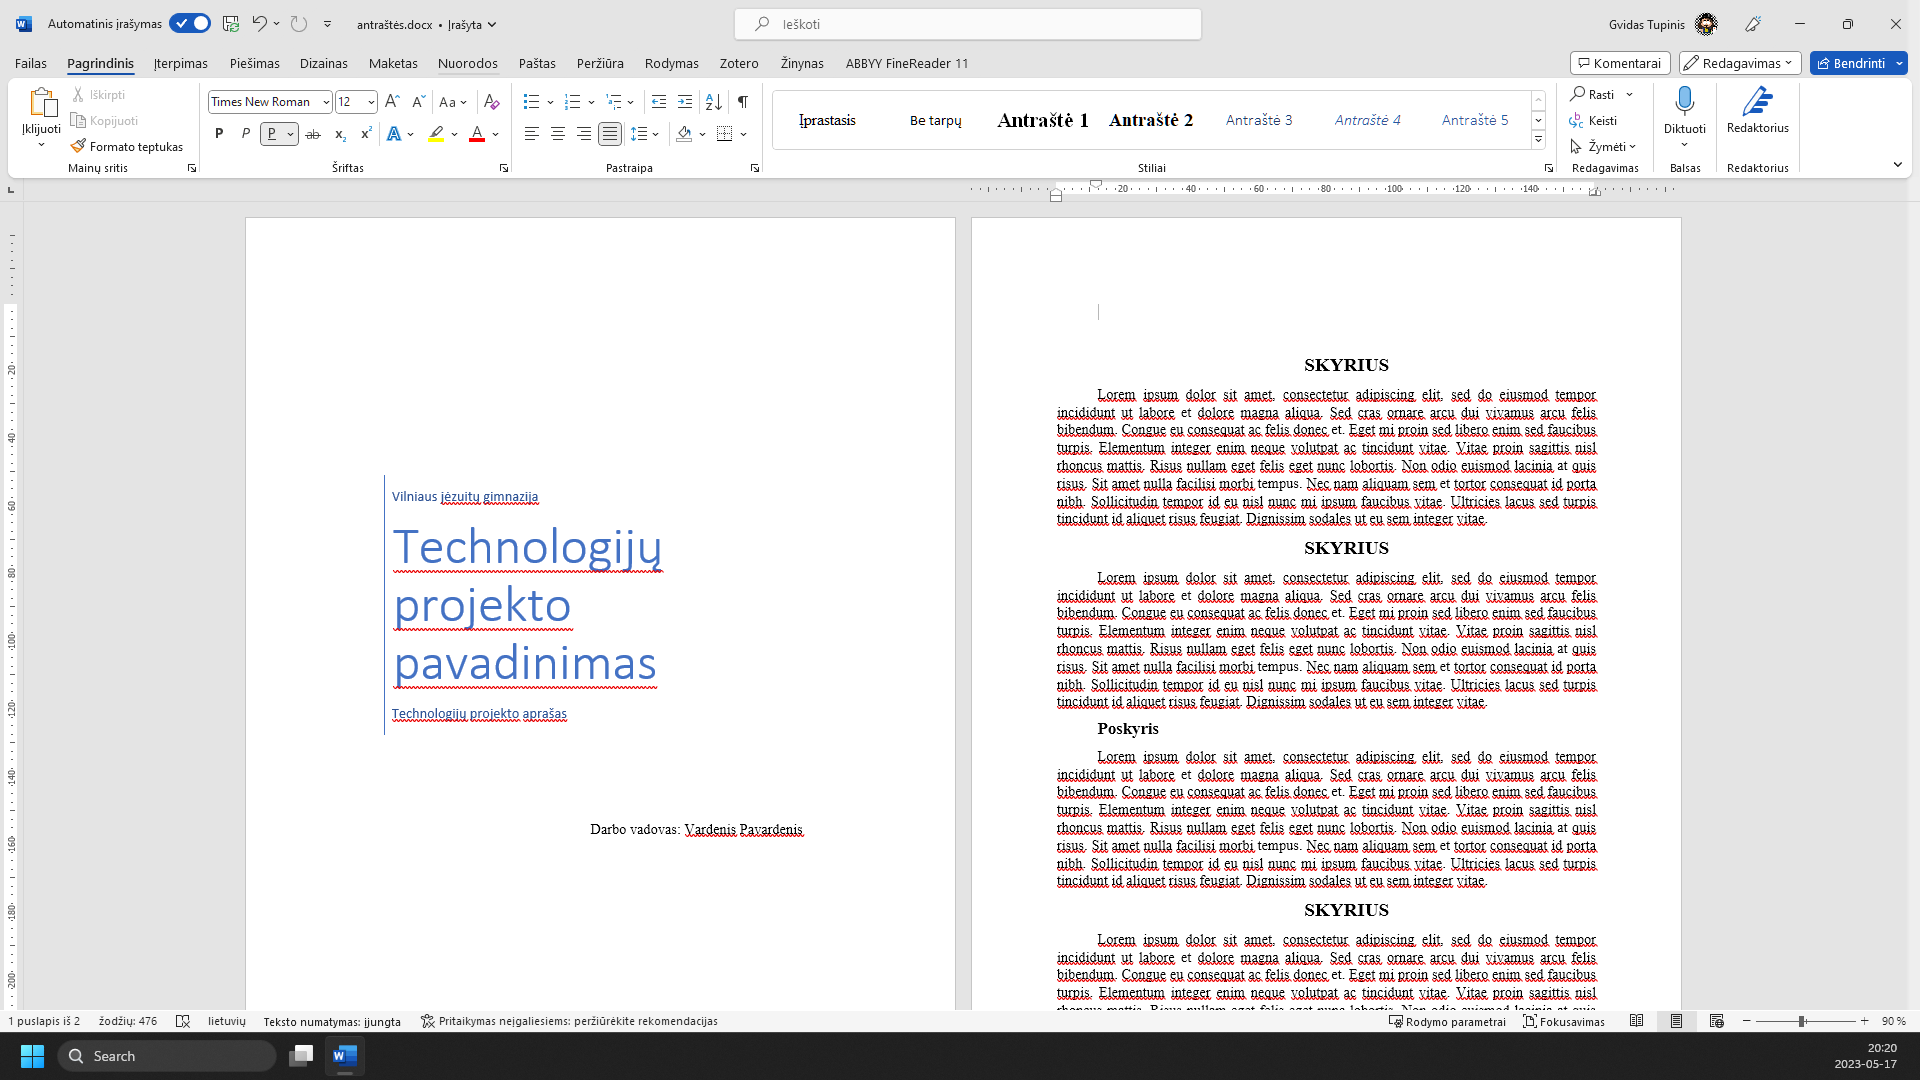 Automatinis įrašymas
antraštės.docx • Įrašyta
Ieškoti
Gvidas Tupinis
Failas Pagrindinis Įterpimas Piešimas Dizainas Maketas Nuorodos Paštas Peržiūra Rodymas Zotero Žinynas ABBYY FineReader 11
Komentarai Redagavimas Bendrinti
Įklijuoti
Iškirpti
Kopijuoti
Formato teptukas
Mainų sritis
Times New Roman 12
Šriftas
Pastraipa
Įprastasis Be tarpų Antraštė 1 Antraštė 2 Antraštė 3 Antraštė 4 Antraštė 5
Stiliai
Rasti
Keisti
Žymėti
Redagavimas
Diktuoti
Balsas
Redaktorius
Redaktorius
20 40 60 80 100 120 140
20 40 60 80 100 120 140 160 180 200
Vilniaus jėzuitų gimnazija
Technologijų
projekto
pavadinimas
Technologijų projekto aprašas
Darbo vadovas: Vardenis Pavardenis
SKYRIUS
Lorem ipsum dolor sit amet, consectetur adipiscing elit, sed do eiusmod tempor
incididunt ut labore et dolore magna aliqua. Sed cras ornare arcu dui vivamus arcu felis
bibendum. Congue eu consequat ac felis donec et. Eget mi proin sed libero enim sed faucibus
turpis. Elementum integer enim neque volutpat ac tincidunt vitae. Vitae proin sagittis nisl
rhoncus mattis. Risus nullam eget felis eget nunc lobortis. Non odio euismod lacinia at quis
risus. Sit amet nulla facilisi morbi tempus. Nec nam aliquam sem et tortor consequat id porta
nibh. Sollicitudin tempor id eu nisl nunc mi ipsum faucibus vitae. Ultricies lacus sed turpis
tincidunt id aliquet risus feugiat. Dignissim sodales ut eu sem integer vitae.
SKYRIUS
Lorem ipsum dolor sit amet, consectetur adipiscing elit, sed do eiusmod tempor
incididunt ut labore et dolore magna aliqua. Sed cras ornare arcu dui vivamus arcu felis
bibendum. Congue eu consequat ac felis donec et. Eget mi proin sed libero enim sed faucibus
turpis. Elementum integer enim neque volutpat ac tincidunt vitae. Vitae proin sagittis nisl
rhoncus mattis. Risus nullam eget felis eget nunc lobortis. Non odio euismod lacinia at quis
risus. Sit amet nulla facilisi morbi tempus. Nec nam aliquam sem et tortor consequat id porta
nibh. Sollicitudin tempor id eu nisl nunc mi ipsum faucibus vitae. Ultricies lacus sed turpis
tincidunt id aliquet risus feugiat. Dignissim sodales ut eu sem integer vitae.
Poskyris
Lorem ipsum dolor sit amet, consectetur adipiscing elit, sed do eiusmod tempor
incididunt ut labore et dolore magna aliqua. Sed cras ornare arcu dui vivamus arcu felis
bibendum. Congue eu consequat ac felis donec et. Eget mi proin sed libero enim sed faucibus
turpis. Elementum integer enim neque volutpat ac tincidunt vitae. Vitae proin sagittis nisl
rhoncus mattis. Risus nullam eget felis eget nunc lobortis. Non odio euismod lacinia at quis
risus. Sit amet nulla facilisi morbi tempus. Nec nam aliquam sem et tortor consequat id porta
nibh. Sollicitudin tempor id eu nisl nunc mi ipsum faucibus vitae. Ultricies lacus sed turpis
tincidunt id aliquet risus feugiat. Dignissim sodales ut eu sem integer vitae.
SKYRIUS
Lorem ipsum dolor sit amet, consectetur adipiscing elit, sed do eiusmod tempor
incididunt ut labore et dolore magna aliqua. Sed cras ornare arcu dui vivamus arcu felis
bibendum. Congue eu consequat ac felis donec et. Eget mi proin sed libero enim sed faucibus
turpis. Elementum integer enim neque volutpat ac tincidunt vitae. Vitae proin sagittis nisl
1 puslapis iš 2 žodžių: 476 lietuvių Teksto numatymas: įjungta Pritaikymas neįgaliesiems: peržiūrėkite rekomendacijas
Rodymo parametrai Fokusavimas 90 %
Search
20:20
2023-05-17